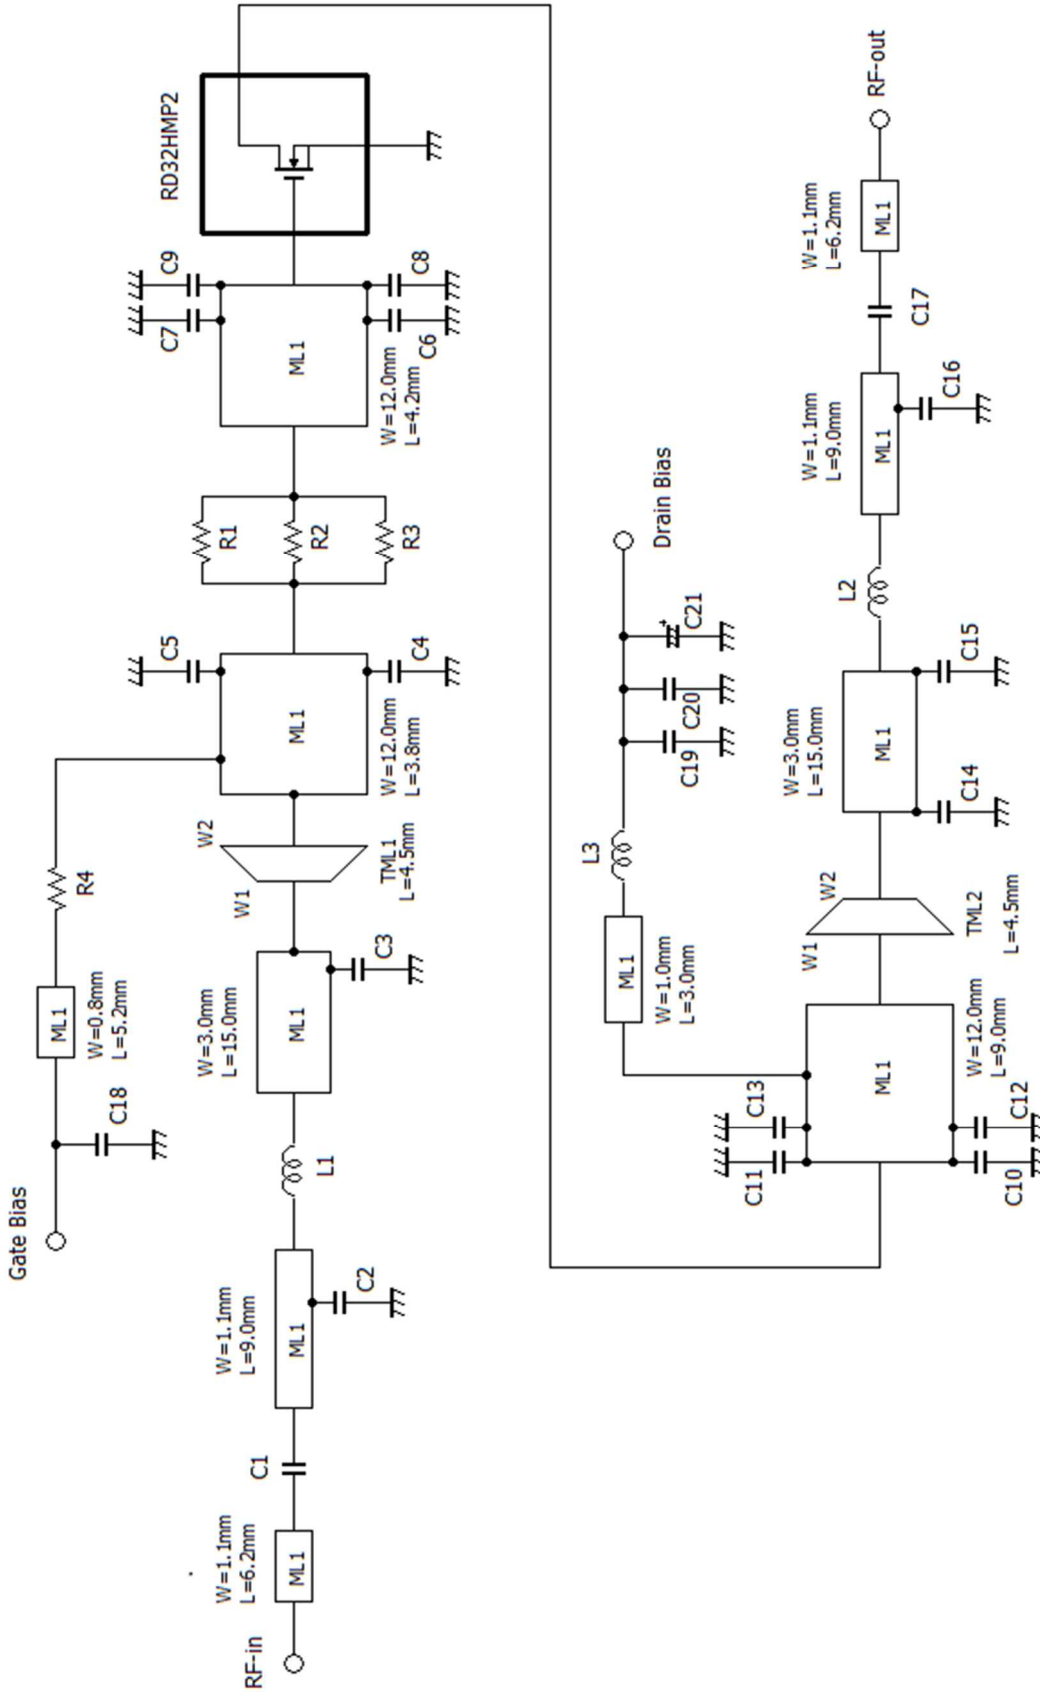 Gate Bias
C18
ML1
W=0.8mm
L=5.2mm
R4
RF-in
W=1.1mm
L=6.2mm
ML1
C1
W=1.1mm
L=9.0mm
ML1
C2
L1
W=3.0mm
L=15.0mm
ML1
C3
W1
W2
TML1
L=4.5mm
ML1
W=12.0mm
L=3.8mm
C5
C4
R1
R2
R3
ML1
W=12.0mm
L=4.2mm
C7
C9
C6
C8
RD32HMP2
C11
C13
C10
C12
ML1
W=12.0mm
L=9.0mm
ML1
W=1.0mm
L=3.0mm
L3
C19
C20
C21
+
Drain Bias
W1
W2
TML2
L=4.5mm
W=3.0mm
L=15.0mm
ML1
C14
C15
L2
W=1.1mm
L=9.0mm
ML1
C16
C17
W=1.1mm
L=6.2mm
ML1
RF-out